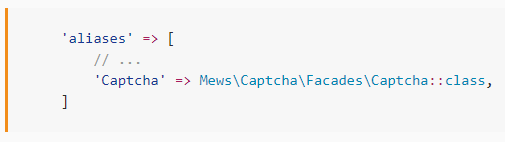 'aliases' => [
// ...
'Captcha' => Mews\Captcha\Facades\Captcha::class,
]